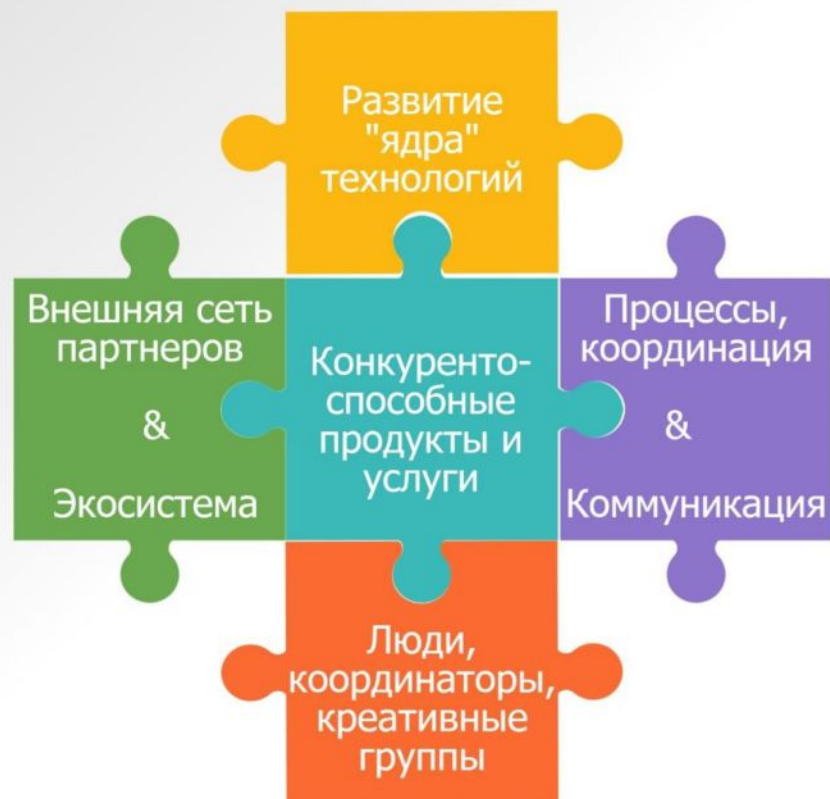 Развитие
"ядра"
технологий
Внешняя сеть
партнеров
&
Экосистема
Конкуренто-
способные
продукты и
услуги
Процессы,
координация
&
Коммуникация
Люди,
координаторы,
креативные
группы